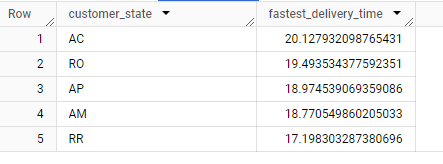 Row customer_state fastest_delivery_time
1 AC 20.127932098765431
2 RO 19.493534377592351
3 AP 18.974539069359086
4 AM 18.770549860205033
5 RR 17.198303287380696